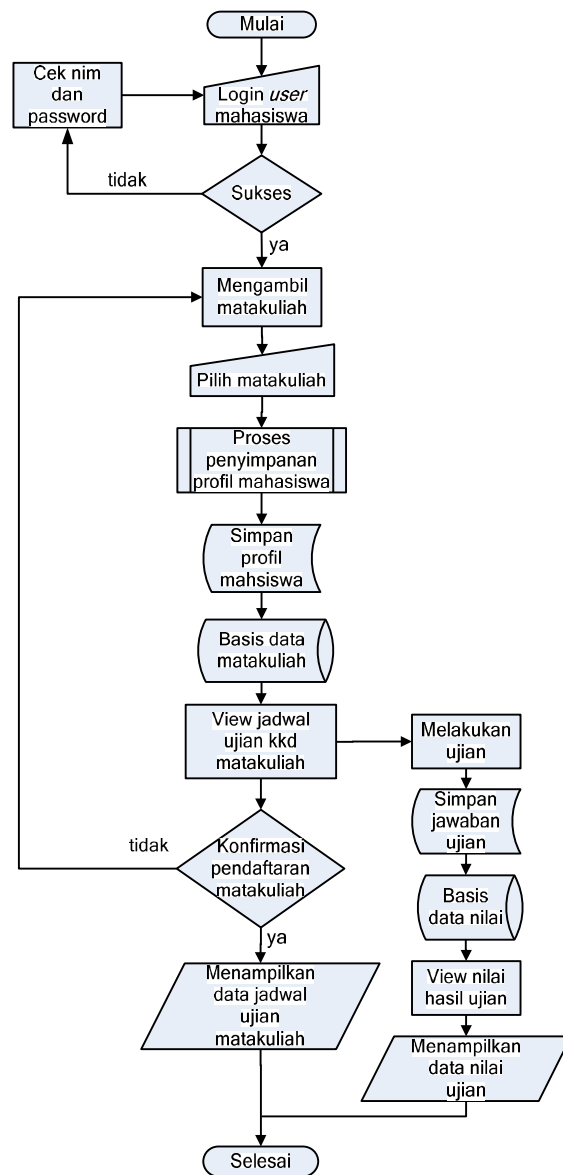 Mulai
Cek nim
dan
password
Login user
mahasiswa
tidak
Sukses
ya
Mengambil
matakuliah
Pilih matakuliah
Proses
penyimpanan
profil mahasiswa
Simpan
profil
mahsiswa
Basis data
matakuliah
View jadwal
ujian kkd
matakuliah
Melakukan
ujian
Simpan
jawaban
ujian
tidak
Konfirmasi
pendaftaran
matakuliah
Basis
data nilai
ya
Menampilkan
data jadwal
ujian
matakuliah
View nilai
hasil ujian
Menampilkan
data nilai
ujian
Selesai